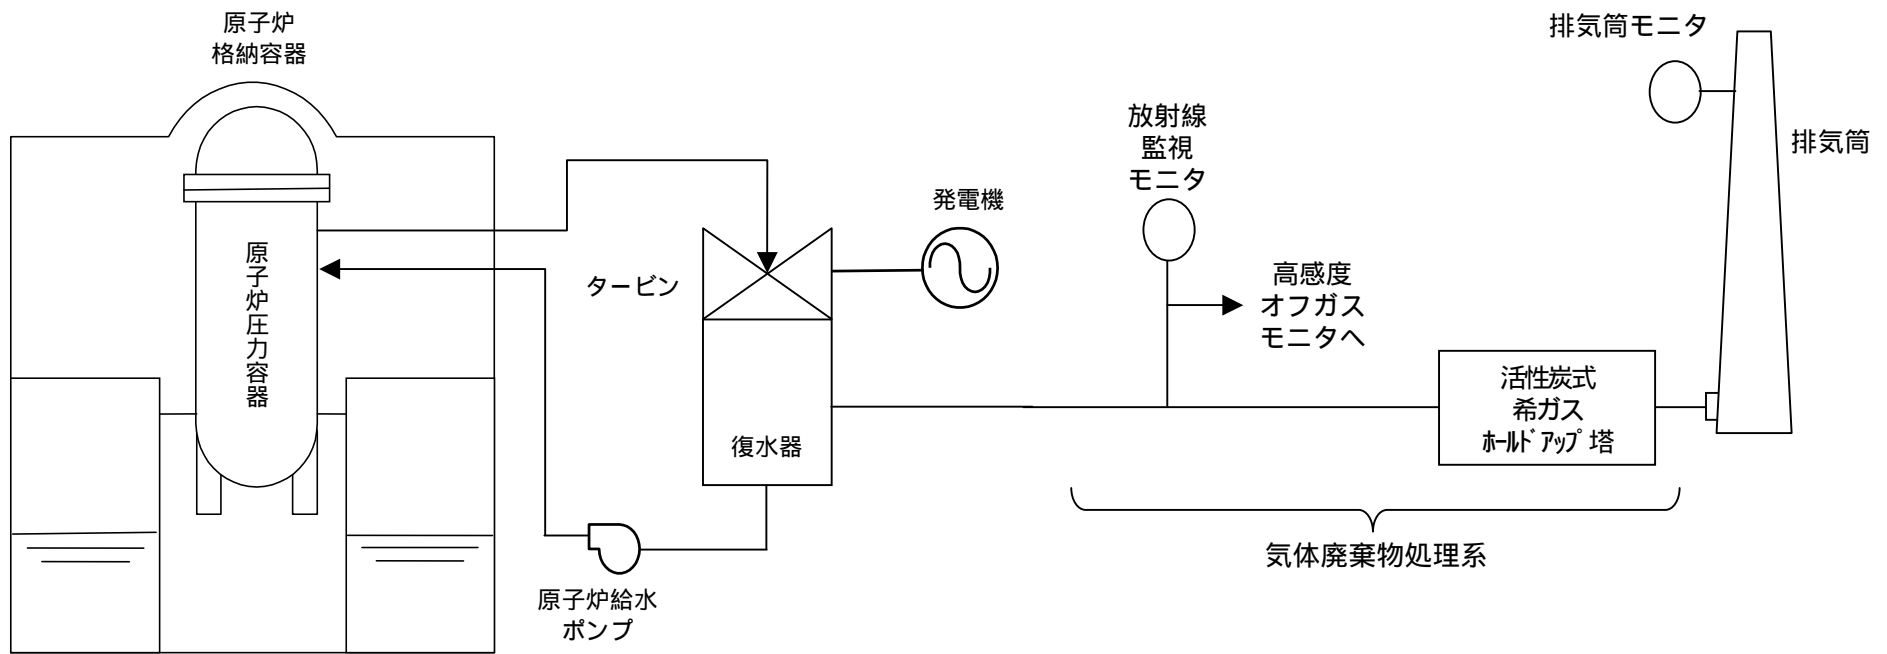 原子炉
格納容器
原子炉圧力容器
タービン
発電機
復水器
原子炉給水
ポンプ
放射線
監視
モニタ
高感度
オフガス
モニタへ
排気筒モニタ
排気筒
活性炭式
希ガス
ﾎｰﾙﾄﾞｱｯﾌﾟ塔
気体廃棄物処理系